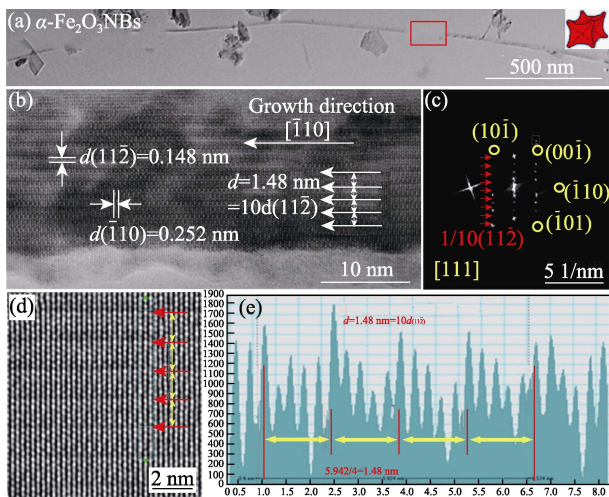 (a) α-Fe₂O₃NBs
500 nm
(b)
Growth direction
[1̄10]
d(112̄)=0.148 nm
d=1.48 nm
=10d(112̄)
d(1̄10)=0.252 nm
10 nm
(c)
(101̄)
(001̄)
(1̄10)
(1̄01)
1/10(112̄)
[111]
5 1/nm
(d)
2 nm
(e)
1900
1800
1700
1600
1500
1400
1300
1200
1100
1000
900
800
700
600
500
400
300
200
100
0
d=1.48 nm=10d(112̄)
5.942/4=1.48 nm
0 0.5 1.0 1.5 2.0 2.5 3.0 3.5 4.0 4.5 5.0 5.5 6.0 6.5 7.0 7.5 8.0